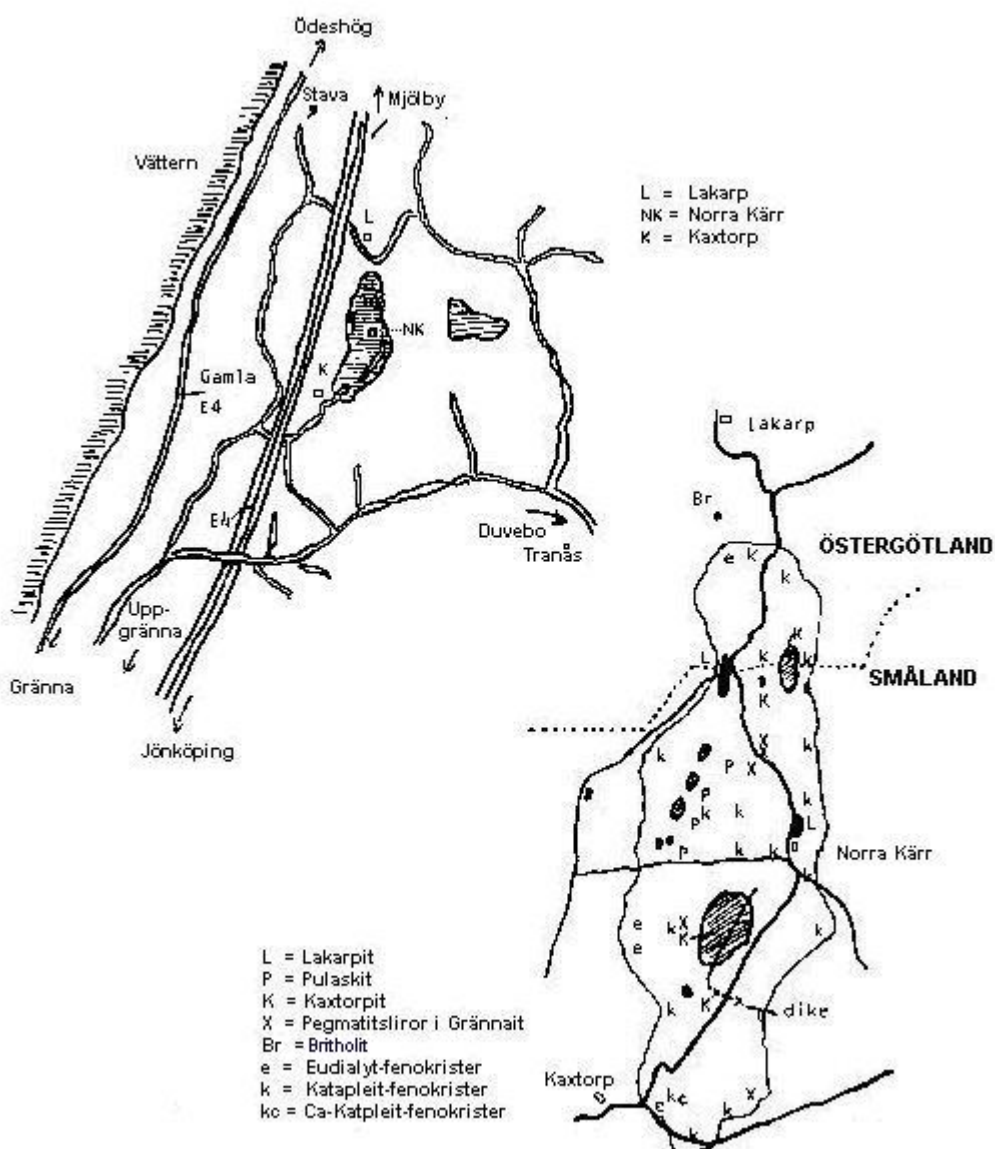 Ödeshög
Stava
Mjölby
Vättern
L
L = Lakarp
NK = Norra Kärr
K = Kaxtorp
NK
K
Gamla
E4
E4
Duvebo
Tranås
Upp-
gränna
Gränna
Jönköping
Lakarp
Br
ÖSTERGÖTLAND
e k
k
K
L k k
SMÅLAND
K
k
X
k
P X
P
k
k k
P
L
P k k
Norra Kärr
k
e k X
K
k
e
K x
k
dike
L = Lakarpit
P = Pulaskit
K = Kaxtorpit
X = Pegmatitsliror i Grännait
Br = Britholit
e = Eudialyt-fenokrister
k = Katapleit-fenokrister
kc = Ca-Katpleit-fenokrister
Kaxtorp
kc
e
k
X
k